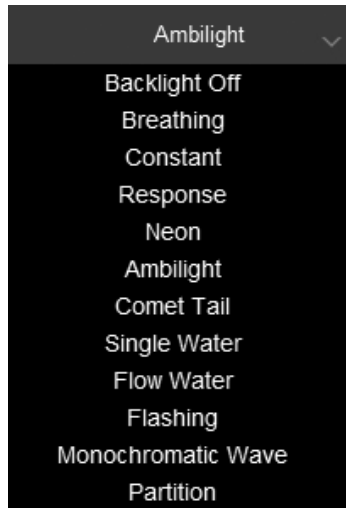 Ambilight
Backlight Off
Breathing
Constant
Response
Neon
Ambilight
Comet Tail
Single Water
Flow Water
Flashing
Monochromatic Wave
Partition